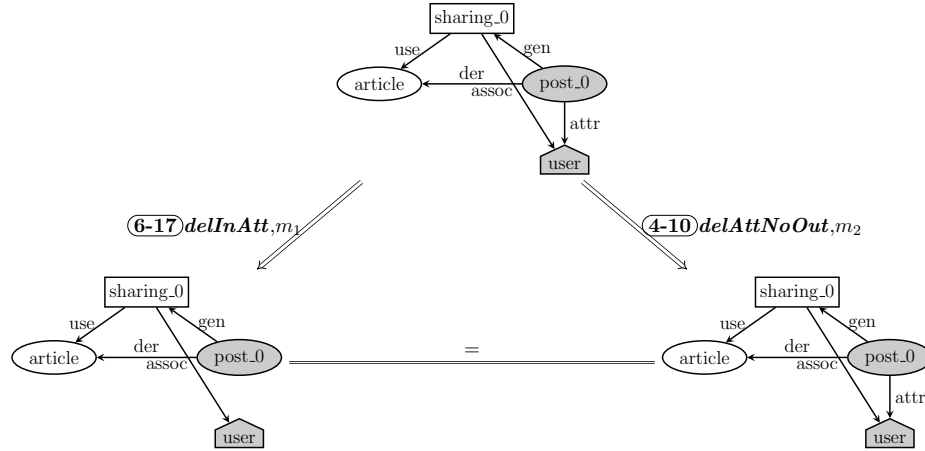 sharing_0
use
gen
article
der
assoc
post_0
attr
user
6-17 delInAtt,m1
4-10 delAttNoOut,m2
sharing_0
use
gen
article
der
assoc
post_0
user
=
sharing_0
use
gen
article
der
assoc
post_0
attr
user